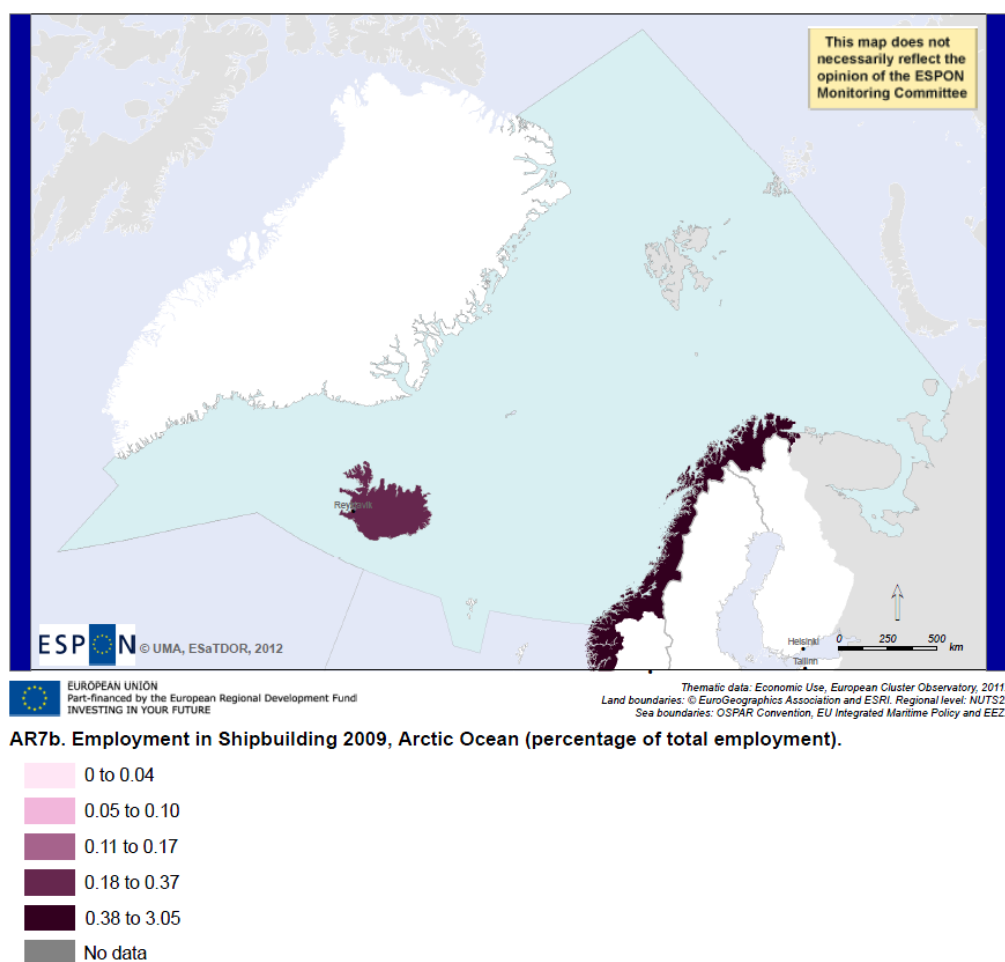 This map does not
necessarily reflect the
opinion of the ESPON
Monitoring Committee
Reykjavit
Helsinki
Tallinn
0 250 500
km
ESPON © UMA, ESaTDOR, 2012
EUROPEAN UNION
Part-financed by the European Regional Development Fund
INVESTING IN YOUR FUTURE
Thematic data: Economic Use, European Cluster Observatory, 2011.
Land boundaries: © EuroGeographics Association and ESRI. Regional level: NUTS2
Sea boundaries: OSPAR Convention, EU Integrated Maritime Policy and EEZ
AR7b. Employment in Shipbuilding 2009, Arctic Ocean (percentage of total employment).
0 to 0.04
0.05 to 0.10
0.11 to 0.17
0.18 to 0.37
0.38 to 3.05
No data